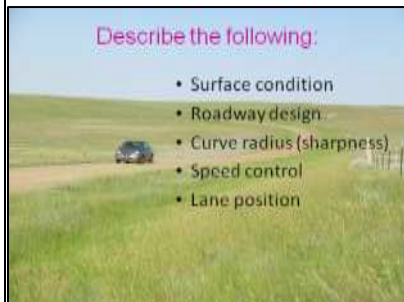 Describe the following:
• Surface condition
• Roadway design
• Curve radius (sharpness)
• Speed control
• Lane position